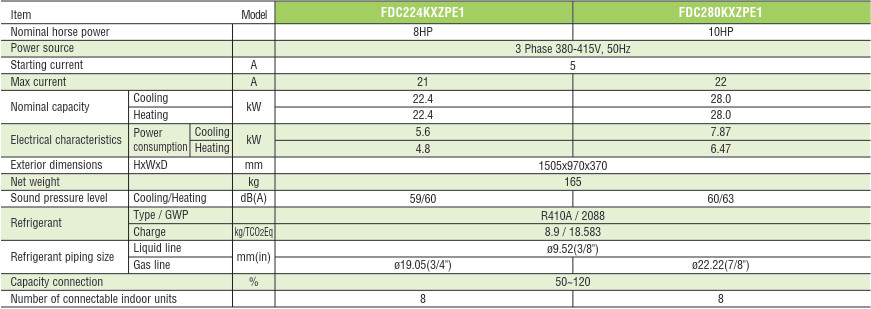 Item Model FDC224KXZPE1 FDC280KXZPE1
Nominal horse power 8HP 10HP
Power source 3 Phase 380-415V, 50Hz
Starting current A 5
Max current A 21 22
Nominal capacity Cooling kW 22.4 28.0
Heating 22.4 28.0
Electrical characteristics Power consumption Cooling kW 5.6 7.87
Heating 4.8 6.47
Exterior dimensions HxWxD mm 1505x970x370
Net weight kg 165
Sound pressure level Cooling/Heating dB(A) 59/60 60/63
Refrigerant Type / GWP R410A / 2088
Charge kg/TCO2Eq 8.9 / 18.583
Refrigerant piping size Liquid line mm(in) ø9.52(3/8")
Gas line ø19.05(3/4") ø22.22(7/8")
Capacity connection % 50~120
Number of connectable indoor units 8 8